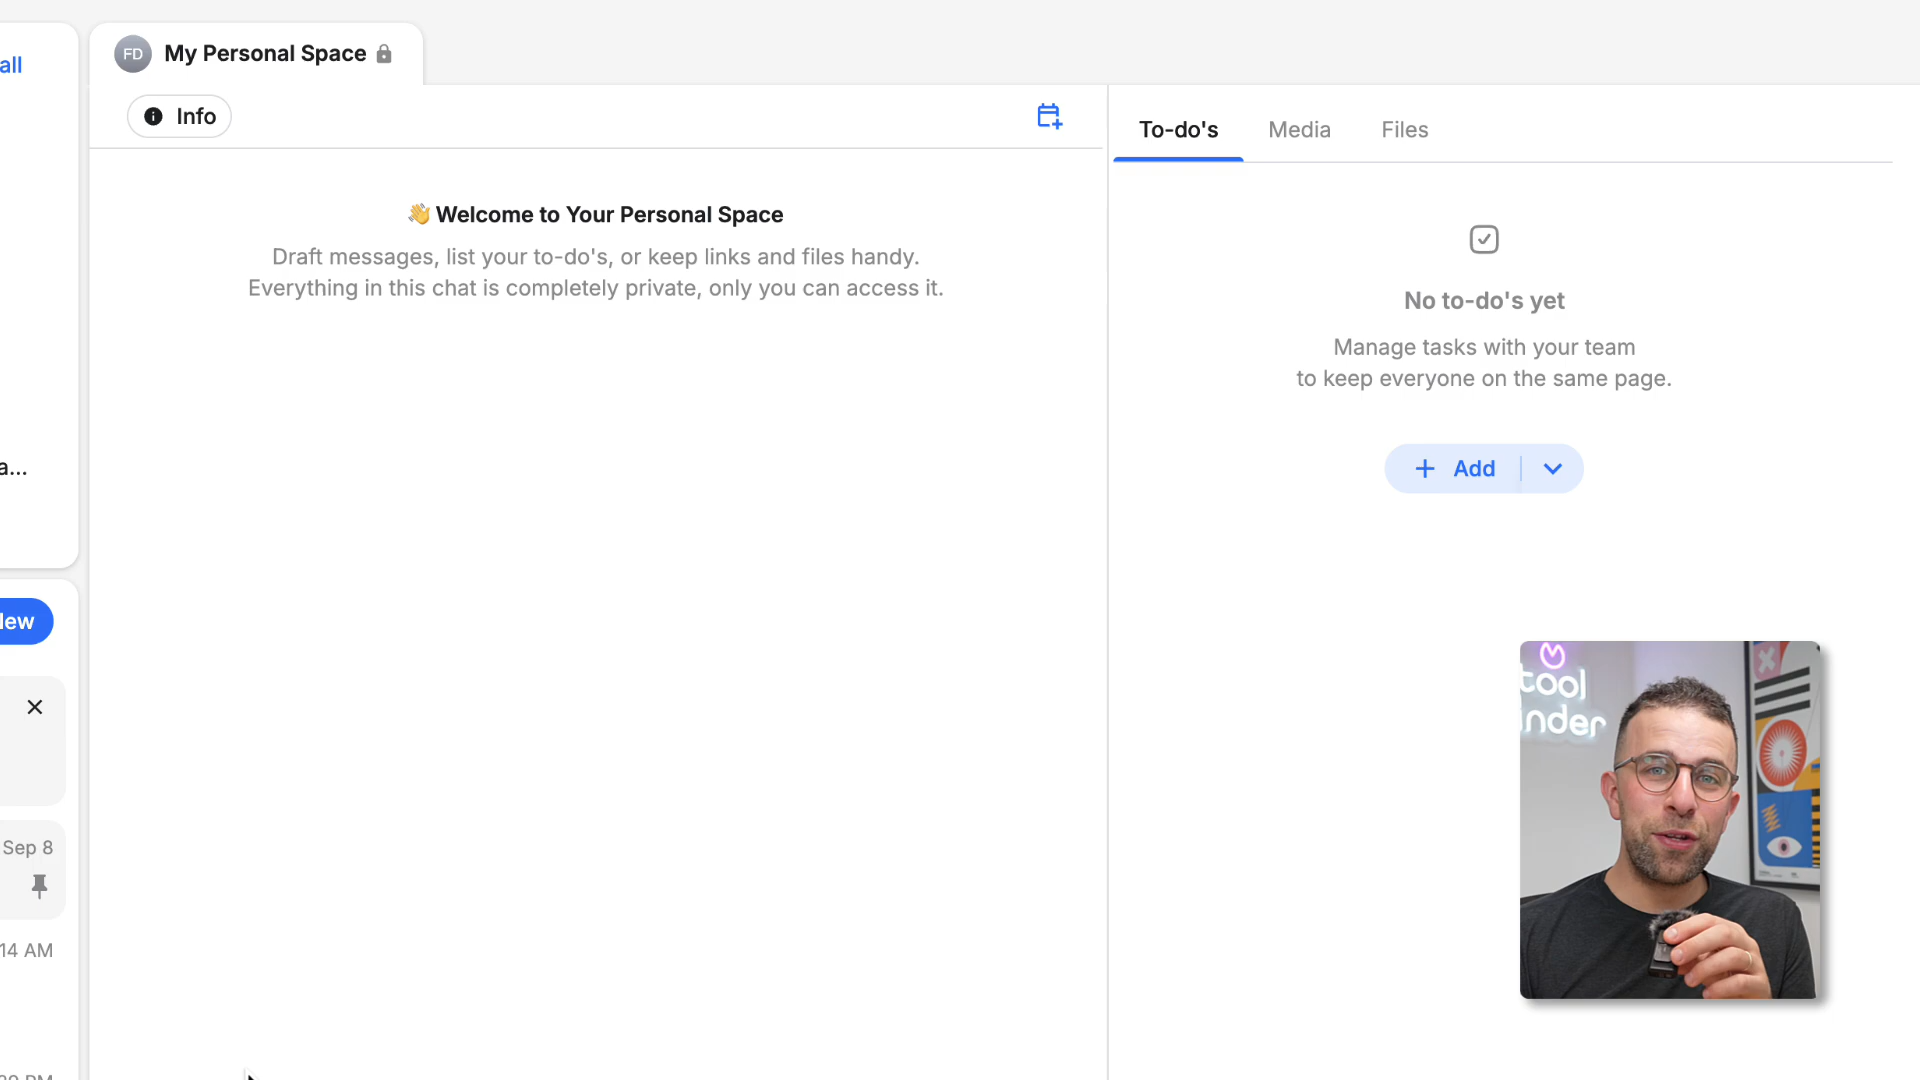 all
a...
New
Sep 8
14 AM
FD
My Personal Space
Info
👋 Welcome to Your Personal Space
Draft messages, list your to-do's, or keep links and files handy.
Everything in this chat is completely private, only you can access it.
To-do's
Media
Files
No to-do's yet
Manage tasks with your team
to keep everyone on the same page.
+ Add
tool
inder